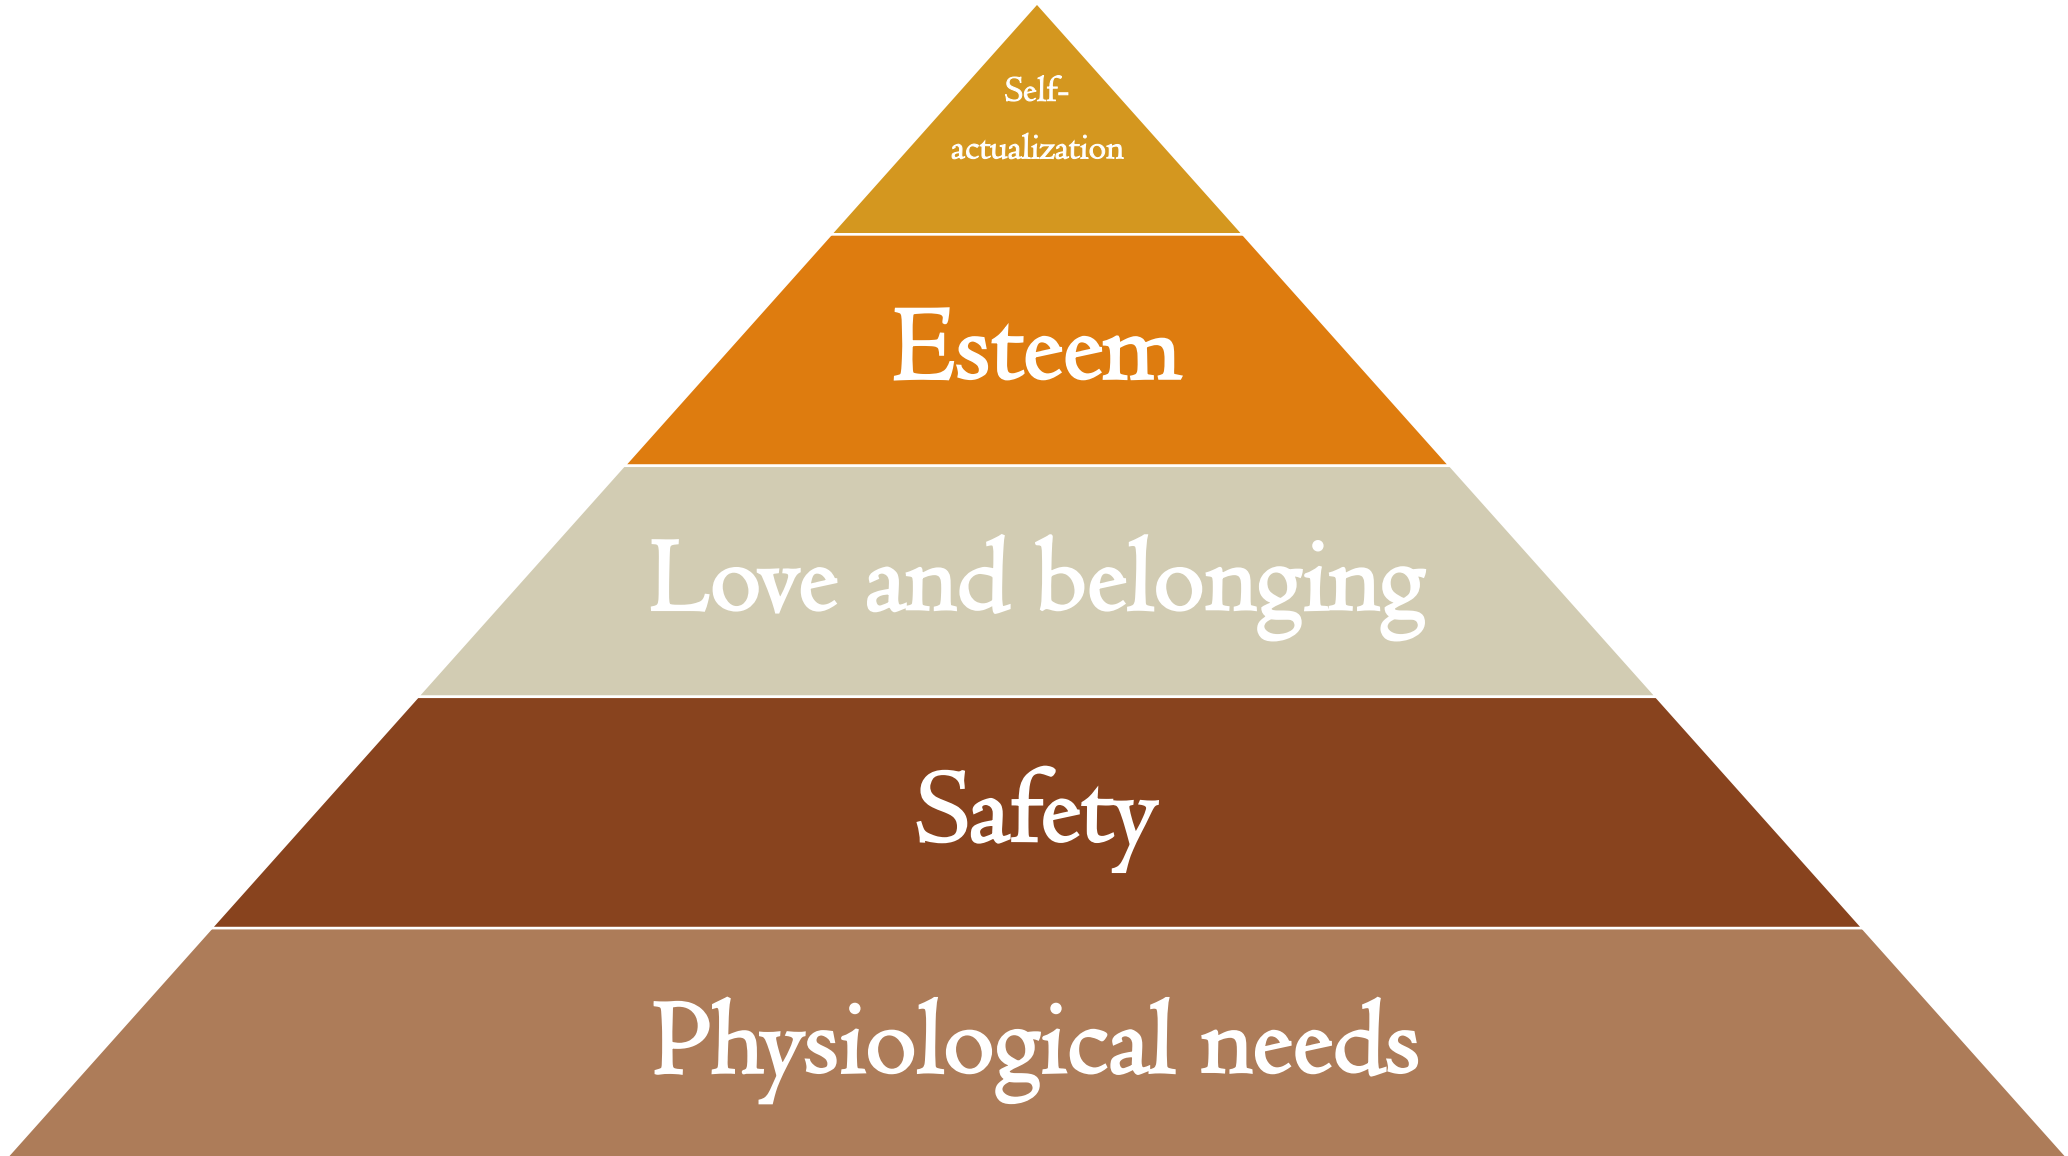 Self-
actualization
Esteem
Love and belonging
Safety
Physiological needs